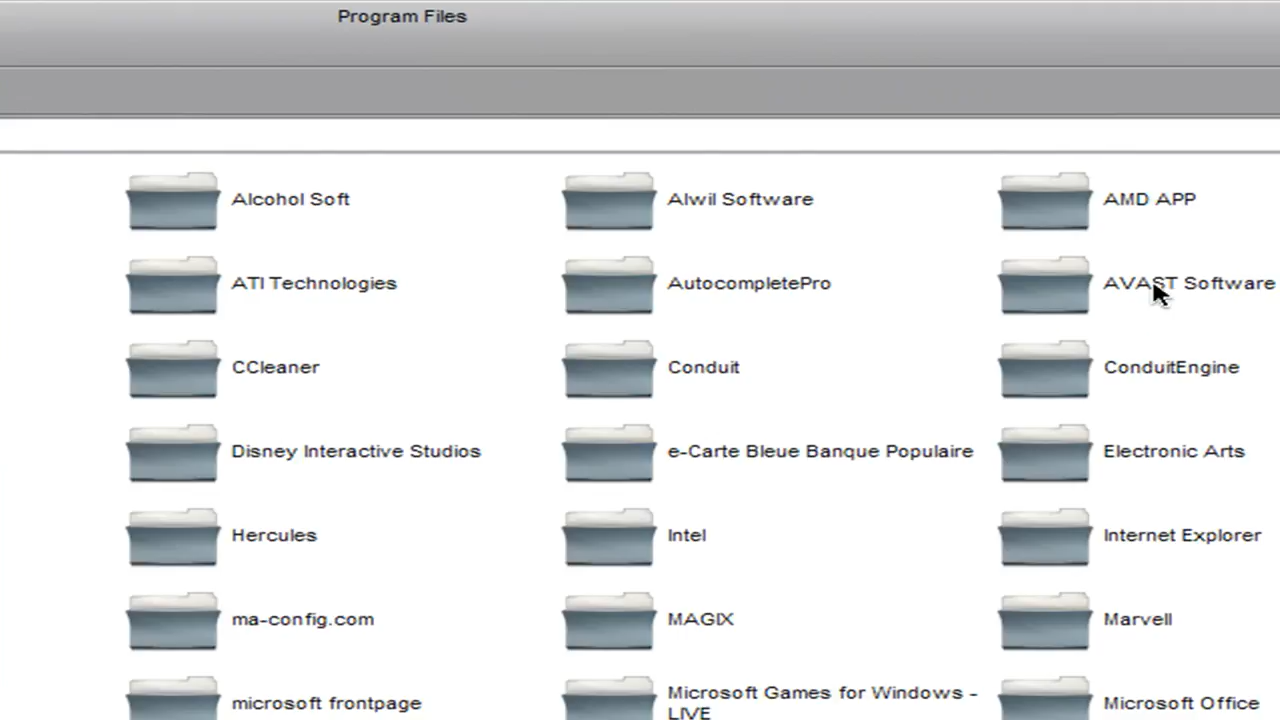 Program Files
Alcohol Soft
Alwil Software
AMD APP
ATI Technologies
AutocompletePro
AVAST Software
CCleaner
Conduit
ConduitEngine
Disney Interactive Studios
e-Carte Bleue Banque Populaire
Electronic Arts
Hercules
Intel
Internet Explorer
ma-config.com
MAGIX
Marvell
microsoft frontpage
Microsoft Games for Windows -
LIVE
Microsoft Office